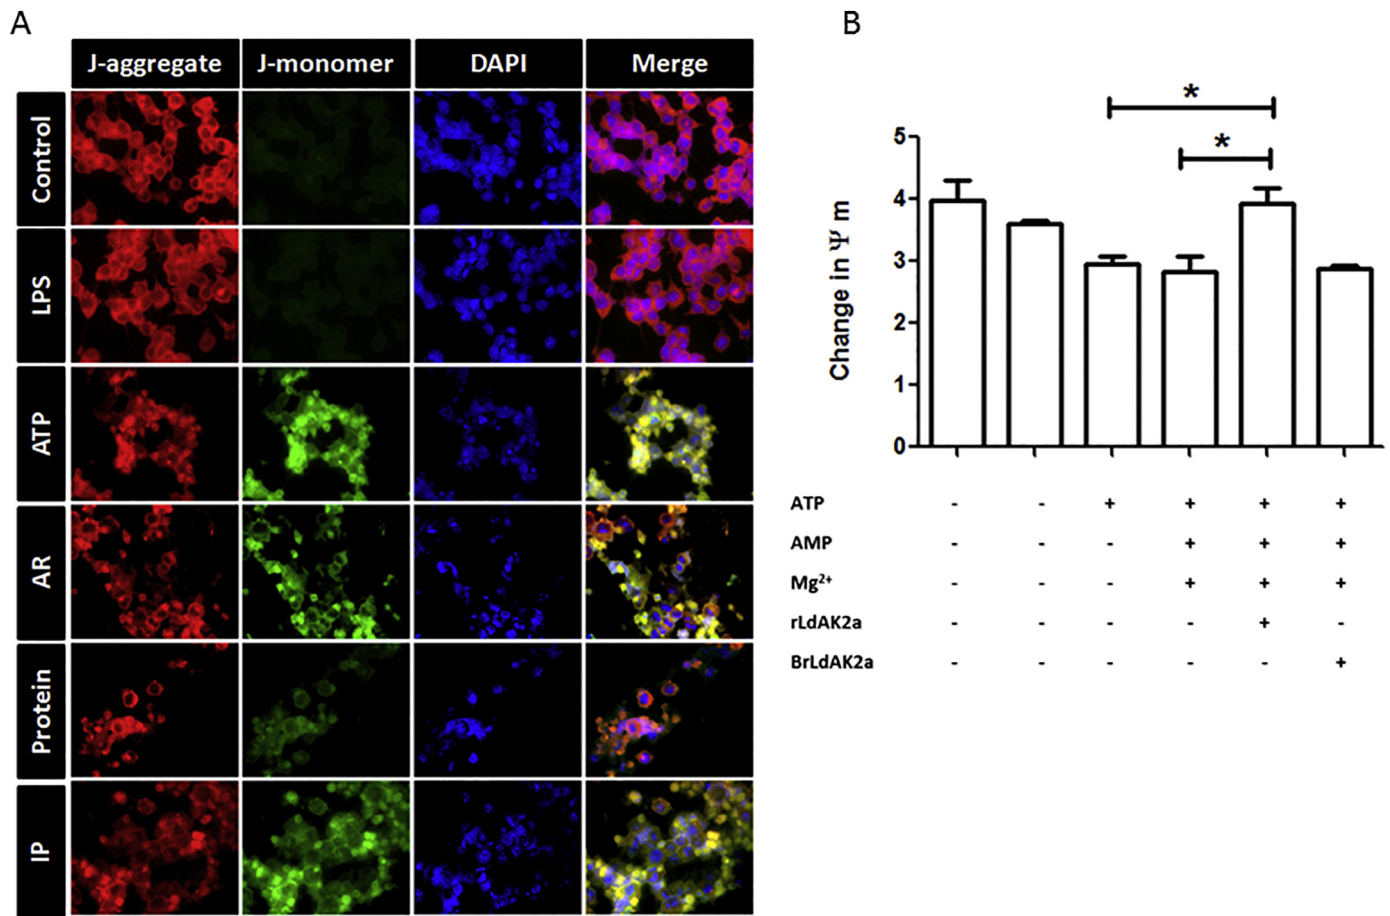 A
J-aggregate J-monomer DAPI Merge
Control
LPS
ATP
AR
Protein
IP
B
* 
*
Change in Ψ m
5
4
3
2
1
0
ATP - - + + + +
AMP - - - + + +
Mg²⁺ - - - + + +
rLdAK2a - - - - + -
BrLdAK2a - - - - - +